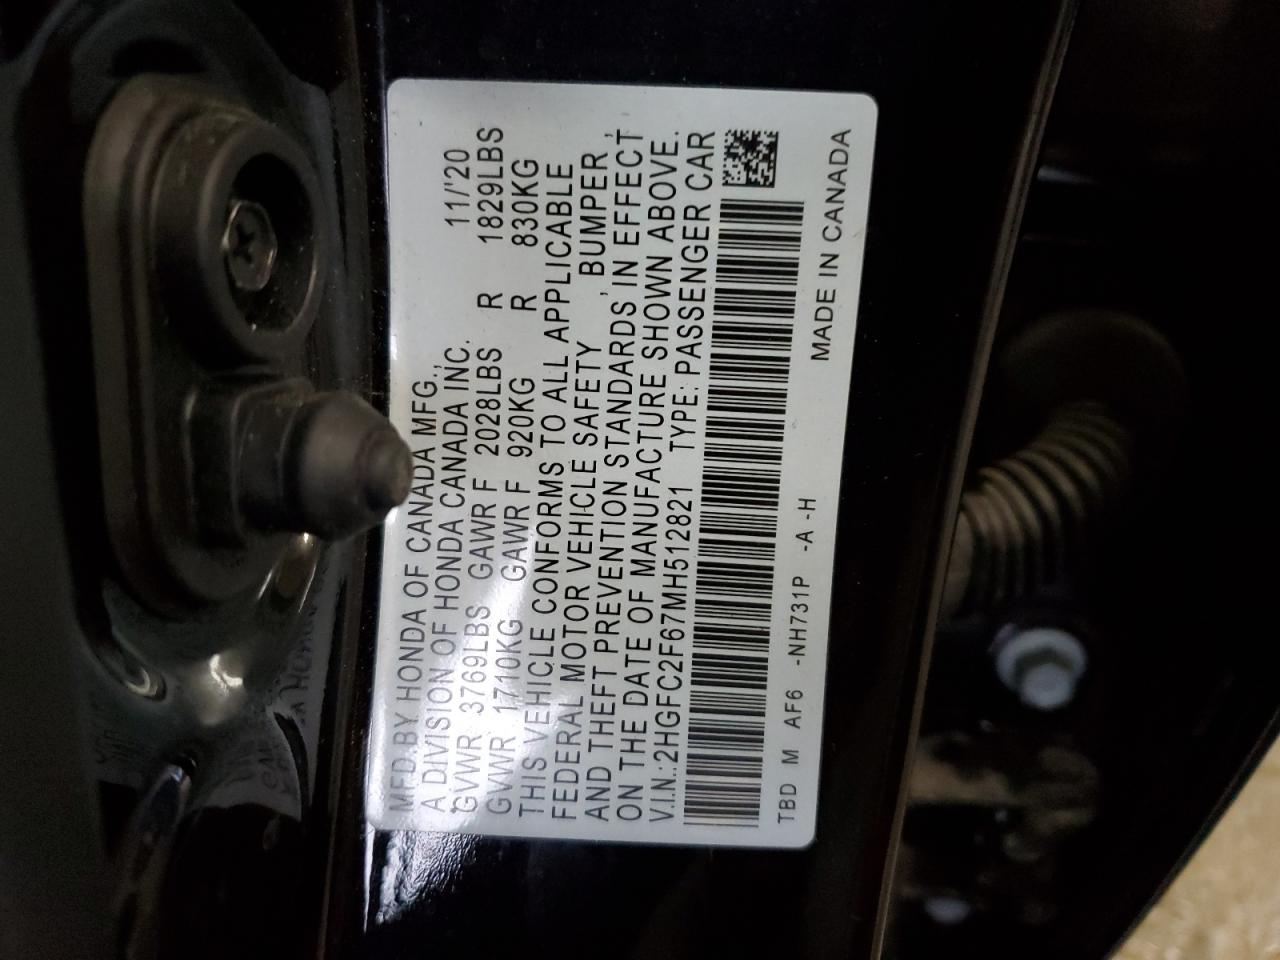 MFD.BY HONDA OF CANADA MFG.,
A DIVISION OF HONDA CANADA INC. 11/'20
GVWR 3769LBS GAWR F 2028LBS R 1829LBS
GVWR 1710KG GAWR F 920KG R 830KG
THIS VEHICLE CONFORMS TO ALL APPLICABLE
FEDERAL MOTOR VEHICLE SAFETY, BUMPER,
AND THEFT PREVENTION STANDARDS IN EFFECT
ON THE DATE OF MANUFACTURE SHOWN ABOVE.
V.I.N.:2HGFC2F67MH512821 TYPE: PASSENGER CAR
TBD M AF6 -NH731P -A -H
MADE IN CANADA